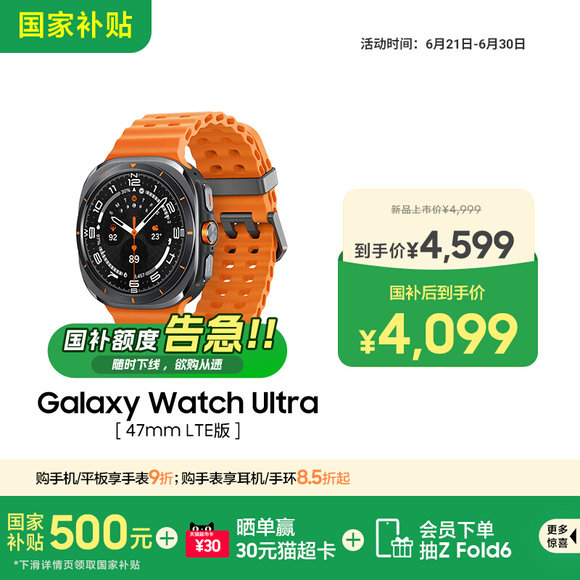 国家补贴
活动时间：6月21日-6月30日
新品上市价¥4,999
到手价¥4,599
国补后到手价
¥4,099
国补额度告急!!
随时下线，欲购从速
Galaxy Watch Ultra
[ 47mm LTE版 ]
购手机/平板享手表9折；购手表享耳机/手环8.5折起
国家补贴500元+
天猫超市卡
¥30
晒单赢
30元猫超卡+
会员下单
抽Z Fold6
更多
惊喜
*下滑详情页领取国家补贴